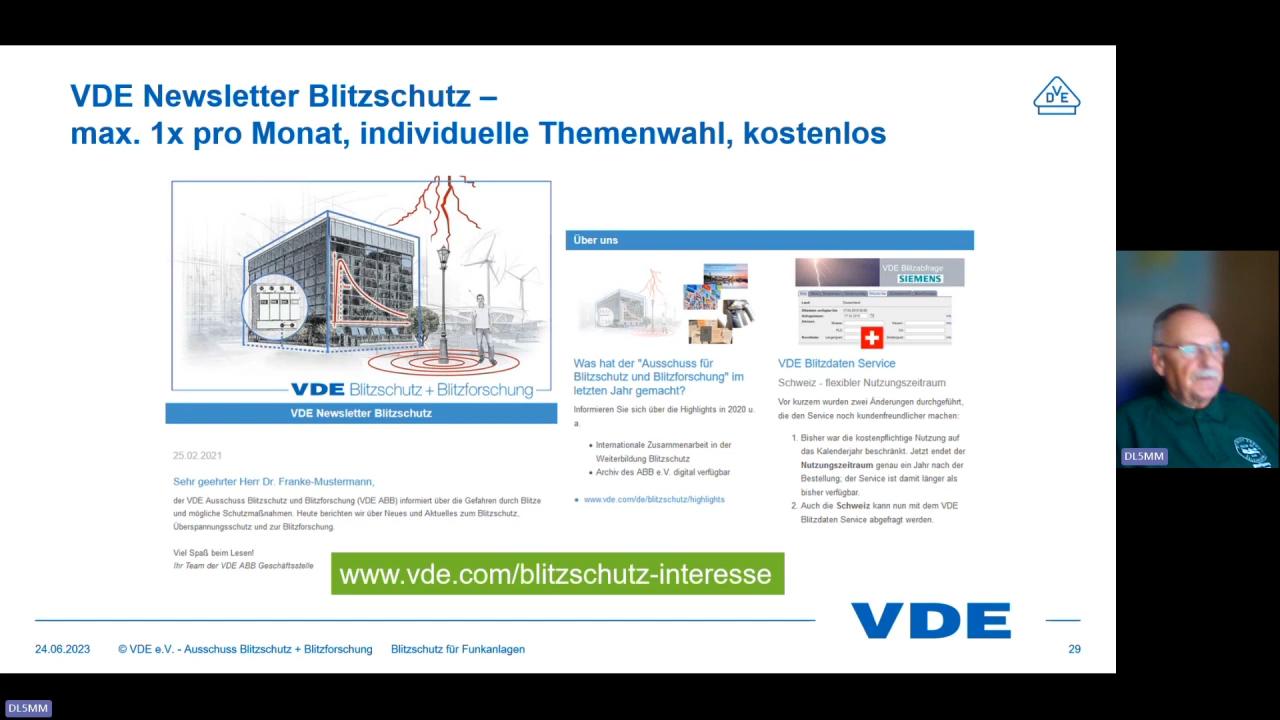 VDE Newsletter Blitzschutz –
max. 1x pro Monat, individuelle Themenwahl, kostenlos
VDE
VDE Blitzschutz + Blitzforschung
VDE Newsletter Blitzschutz
25.02.2021
Sehr geehrter Herr Dr. Franke-Mustermann,
der VDE Ausschuss Blitzschutz und Blitzforschung (VDE ABB) informiert über die Gefahren durch Blitze
und mögliche Schutzmaßnahmen. Heute berichten wir über Neues und Aktuelles zum Blitzschutz,
Überspannungsschutz und zur Blitzforschung.
Viel Spaß beim Lesen!
Ihr Team der VDE ABB Geschäftsstelle
Über uns
Was hat der "Ausschuss für
Blitzschutz und Blitzforschung" im
letzten Jahr gemacht?
Informieren Sie sich über die Highlights in 2020 u.
a.
• Internationale Zusammenarbeit in der
Weiterbildung Blitzschutz
• Archiv des ABB e.V. digital verfügbar
• www.vde.com/de/blitzschutz/highlights
VDE Blitzabfrage
SIEMENS
VDE Blitzdaten Service
Schweiz - flexibler Nutzungszeitraum
Vor kurzem wurden zwei Änderungen durchgeführt,
die den Service noch kundenfreundlicher machen:
1. Bisher war die kostenpflichtige Nutzung auf
das Kalenderjahr beschränkt. Jetzt endet der
Nutzungszeitraum genau ein Jahr nach der
Bestellung; der Service ist damit länger als
bisher verfügbar.
2. Auch die Schweiz kann nun mit dem VDE
Blitzdaten Service abgefragt werden.
www.vde.com/blitzschutz-interesse
VDE
24.06.2023
© VDE e.V. - Ausschuss Blitzschutz + Blitzforschung
Blitzschutz für Funkanlagen
29
DL5MM
DL5MM